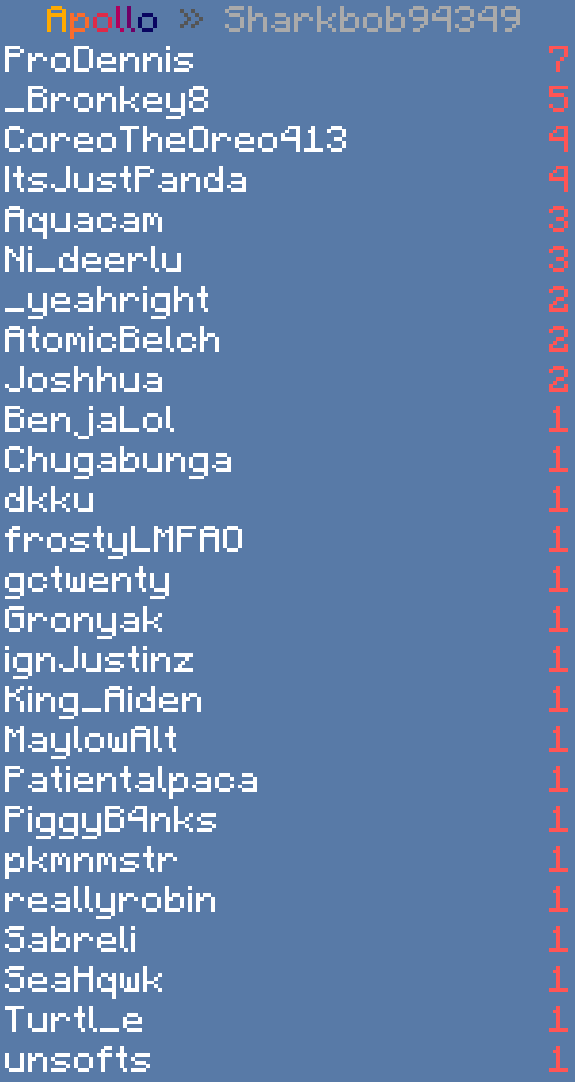 Apollo » Sharkbob94349
ProDennis 7
_Bronkey8 5
CoreoTheOreo413 4
ItsJustPanda 4
Aquacam 3
Ni_deerlu 3
_yeahright 2
AtomicBelch 2
Joshhua 2
BenjaLol 1
Chugabunga 1
dkku 1
frostyLMFAO 1
gctwenty 1
Gronyak 1
ignJustinz 1
King_Aiden 1
MaylowAlt 1
Patientalpaca 1
PiggyB4nks 1
pkmnmstr 1
reallyrobin 1
Sabreli 1
SeaHqwk 1
Turtl_e 1
unsofts 1